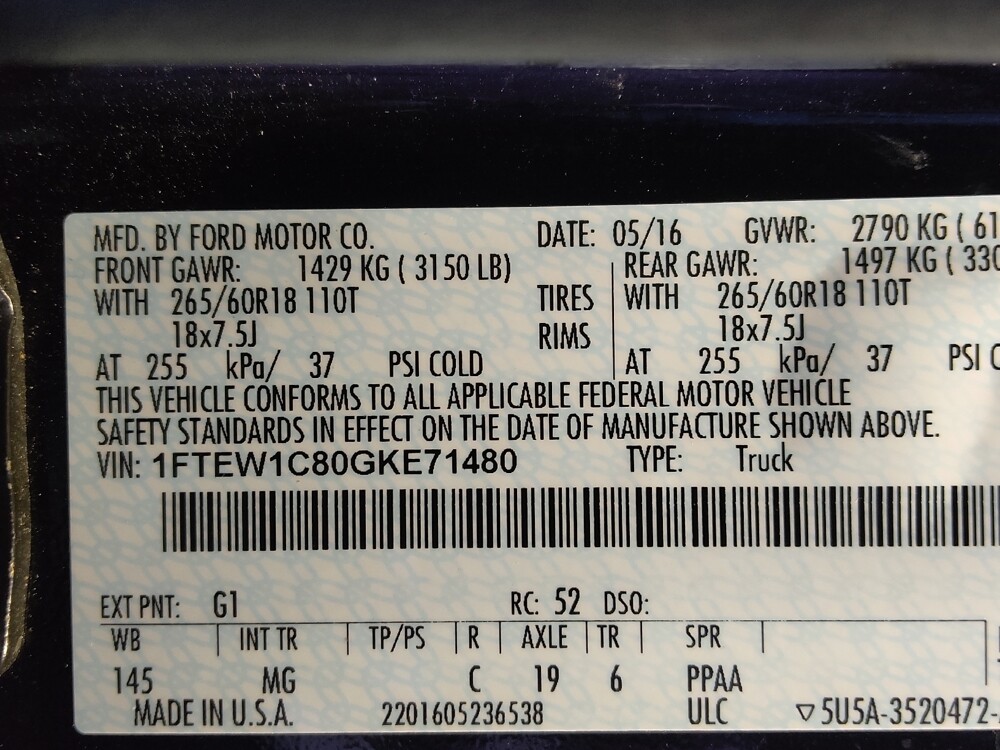 MFD. BY FORD MOTOR CO. DATE: 05/16 GVWR: 2790 KG ( 61
FRONT GAWR: 1429 KG ( 3150 LB) REAR GAWR: 1497 KG ( 330
WITH 265/60R18 110T TIRES WITH 265/60R18 110T
18x7.5J RIMS 18x7.5J
AT 255 kPa/ 37 PSI COLD AT 255 kPa/ 37 PSI C
THIS VEHICLE CONFORMS TO ALL APPLICABLE FEDERAL MOTOR VEHICLE
SAFETY STANDARDS IN EFFECT ON THE DATE OF MANUFACTURE SHOWN ABOVE.
VIN: 1FTEW1C80GKE71480 TYPE: Truck
EXT PNT: G1 RC: 52 DSO:
WB INT TR TP/PS R AXLE TR SPR
145 MG C 19 6 PPAA
MADE IN U.S.A. 2201605236538 ULC ▽5U5A-3520472-